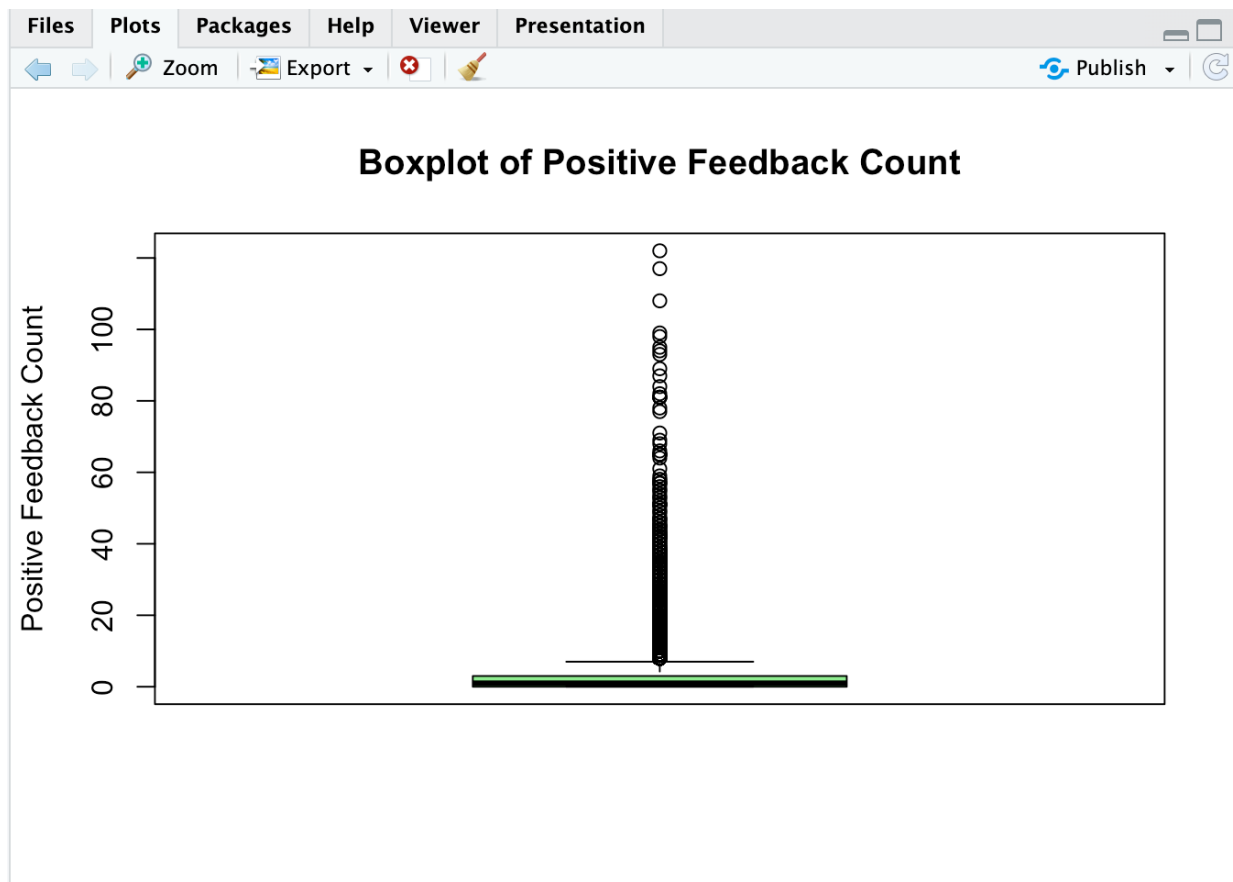 Files Plots Packages Help Viewer Presentation
Zoom Export Publish
Boxplot of Positive Feedback Count
Positive Feedback Count
100
80
60
40
20
0